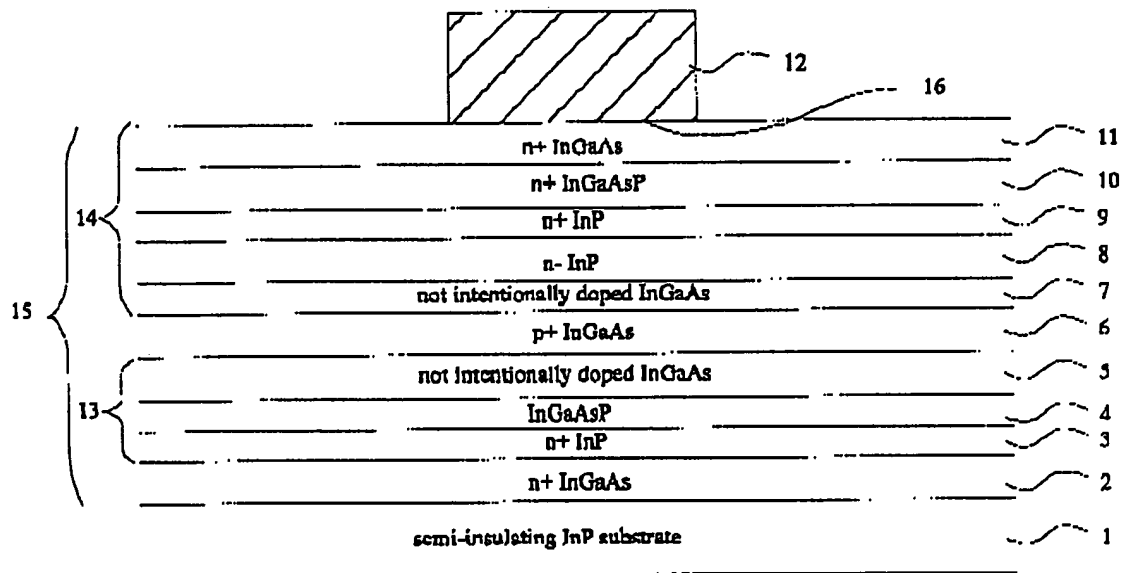 12
16
n+ InGaAs 11
n+ InGaAsP 10
14 n+ InP 9
n- InP 8
15 not intentionally doped InGaAs 7
p+ InGaAs 6
not intentionally doped InGaAs 5
13 InGaAsP 4
n+ InP 3
n+ InGaAs 2
semi-insulating InP substrate 1